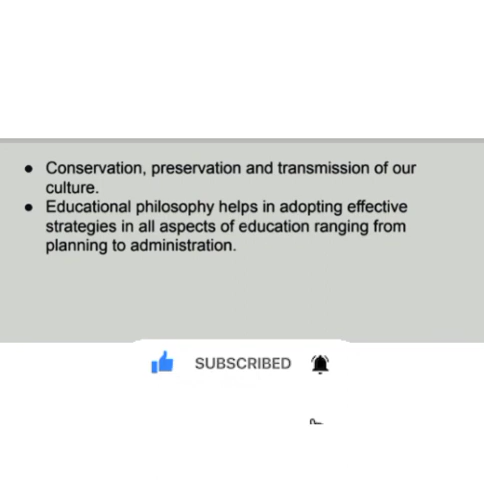 ● Conservation, preservation and transmission of our
culture.
● Educational philosophy helps in adopting effective
strategies in all aspects of education ranging from
planning to administration.
SUBSCRIBED